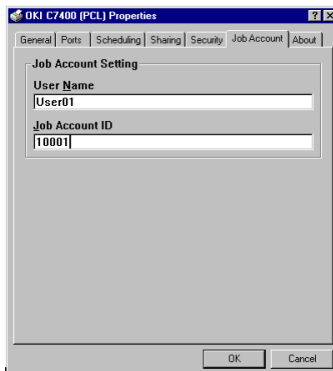 OKI C7400 (PCL) Properties
General Ports Scheduling Sharing Security Job Account About
Job Account Setting
User Name
User01
Job Account ID
10001
OK Cancel